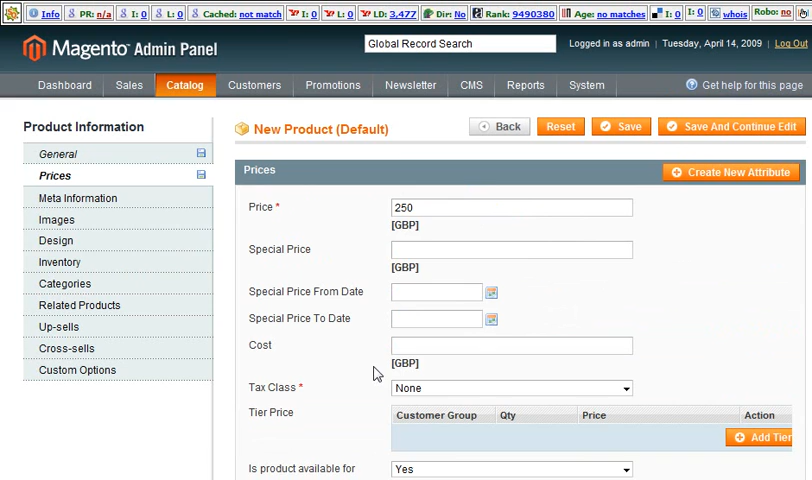 Info PR: n/a I: 0 L: 0 Cached: not match I: 0 L: 0 LD: 3,477 Dir: No Rank: 9490380 Age: no matches I: 0 I: 0 whois Robo: no
Magento Admin Panel
Global Record Search
Logged in as admin | Tuesday, April 14, 2009 | Log Out
Dashboard Sales Catalog Customers Promotions Newsletter CMS Reports System Get help for this page
Product Information
New Product (Default) Back Reset Save Save And Continue Edit
General
Prices
Meta Information
Images
Design
Inventory
Categories
Related Products
Up-sells
Cross-sells
Custom Options
Prices Create New Attribute
Price * 250
[GBP]
Special Price
[GBP]
Special Price From Date
Special Price To Date
Cost
[GBP]
Tax Class * None
Tier Price
Customer Group Qty Price Action
Add Tier
Is product available for Yes